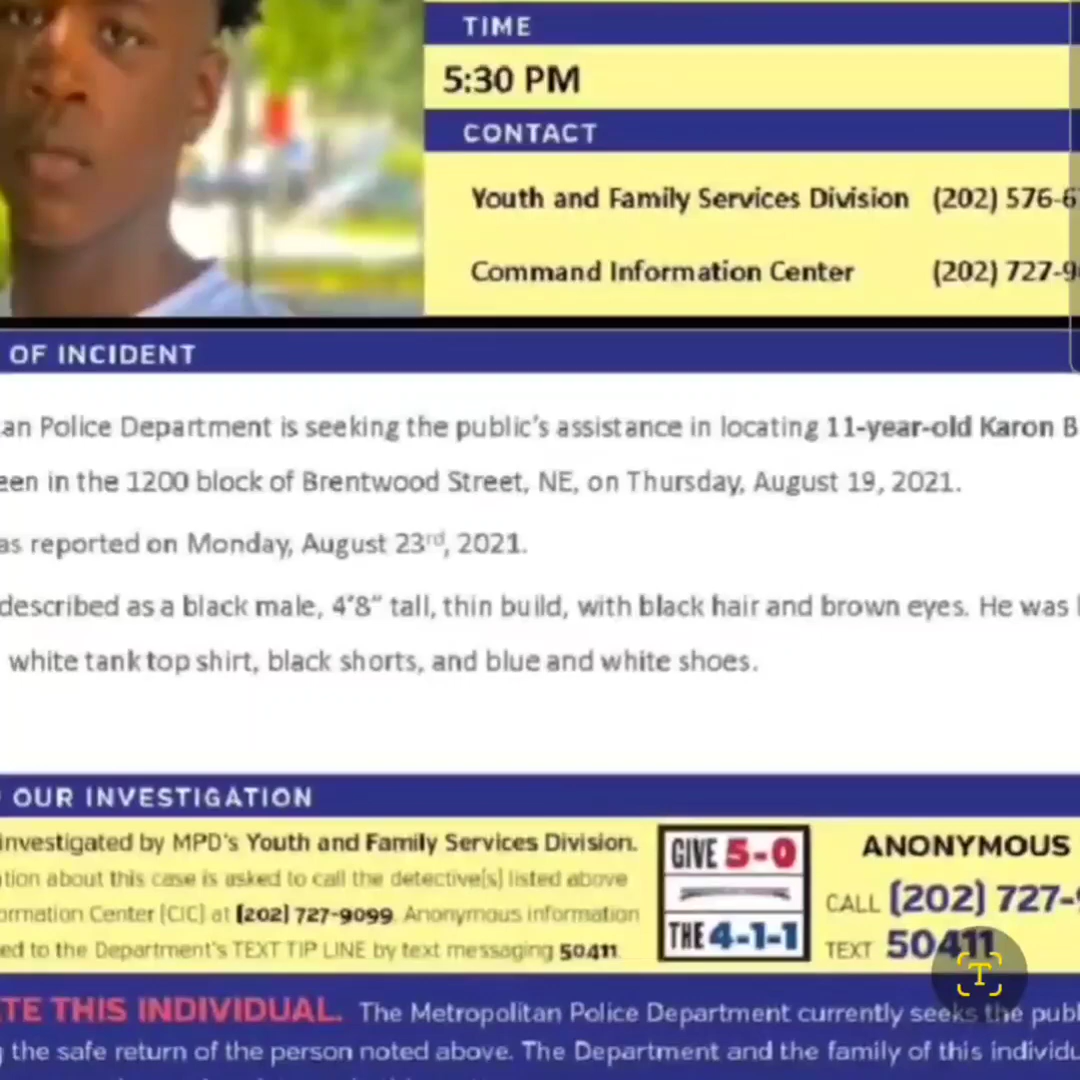 TIME
5:30 PM
CONTACT
Youth and Family Services Division (202) 576-6
Command Information Center (202) 727-9
OF INCIDENT
an Police Department is seeking the public's assistance in locating 11-year-old Karon B
een in the 1200 block of Brentwood Street, NE, on Thursday, August 19, 2021.
as reported on Monday, August 23rd, 2021.
described as a black male, 4'8" tall, thin build, with black hair and brown eyes. He was
white tank top shirt, black shorts, and blue and white shoes.
OUR INVESTIGATION
investigated by MPD's Youth and Family Services Division.
tion about this case is asked to call the detective(s) listed above
ormation Center (CIC) at (202) 727-9099. Anonymous information
ed to the Department's TEXT TIP LINE by text messaging 50411.
GIVE 5-0
THE 4-1-1
ANONYMOUS
CALL (202) 727-
TEXT 50411
TE THIS INDIVIDUAL. The Metropolitan Police Department currently seeks the publ
the safe return of the person noted above. The Department and the family of this individu